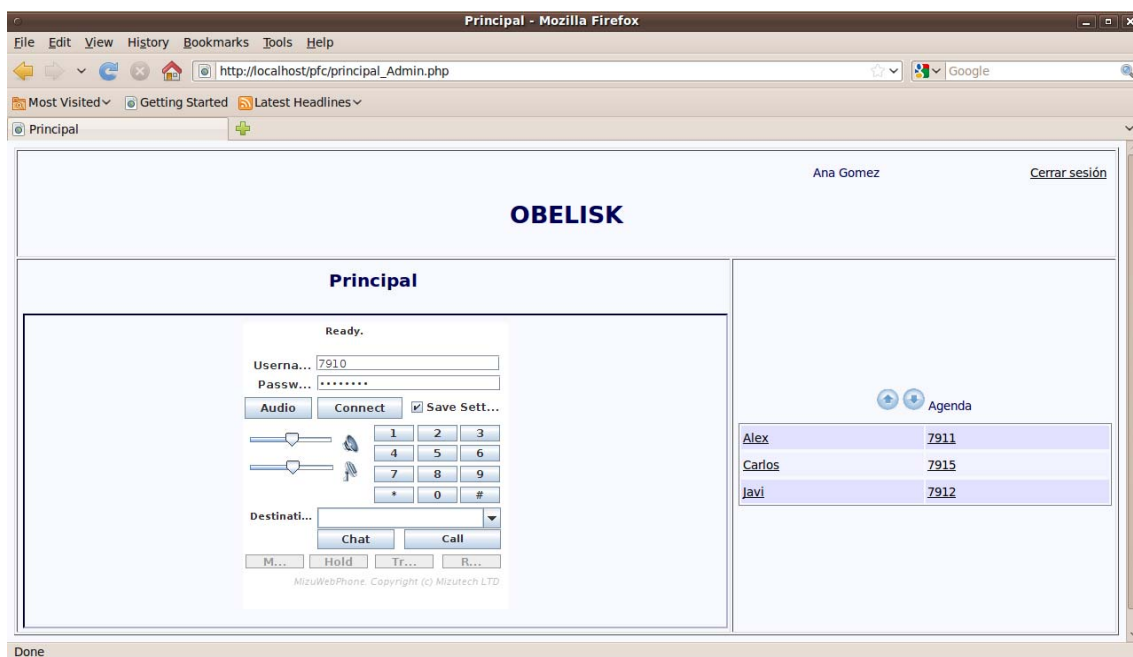 Principal - Mozilla Firefox
File Edit View History Bookmarks Tools Help
http://localhost/pfc/principal_Admin.php
Google
Most Visited Getting Started Latest Headlines
Principal
Ana Gomez Cerrar sesión
OBELISK
Principal
Ready.
Userna... 7910
Passw... ••••••••
Audio Connect Save Sett...
1 2 3
4 5 6
7 8 9
* 0 #
Destinati...
Chat Call
M... Hold Tr... R...
MizuWebPhone. Copyright (c) Mizutech LTD
Agenda
Alex 7911
Carlos 7915
Javi 7912
Done